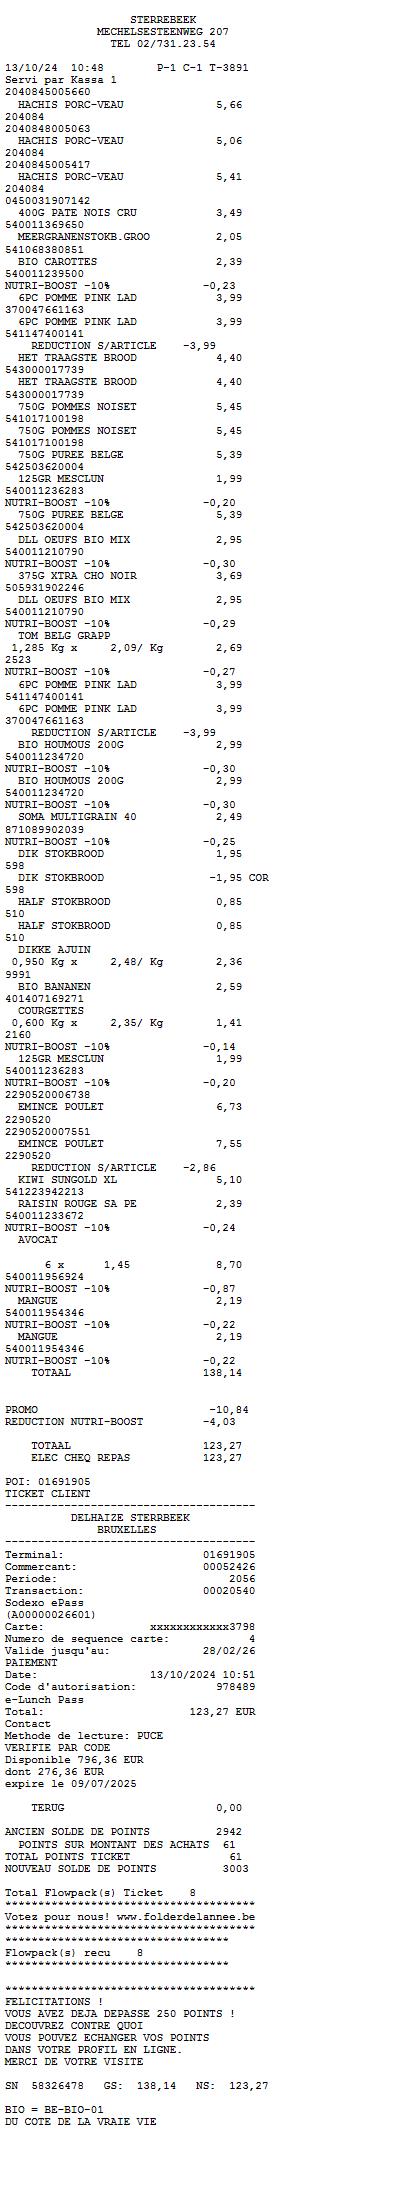 STERREBEEK
MECHELSESTEENWEG 207
TEL 02/731.23.54
13/10/24 10:48 P-1 C-1 T-3891
Servi par Kassa 1
2040845005660
HACHIS PORC-VEAU 5,66
204084
2040848005063
HACHIS PORC-VEAU 5,06
204084
2040845005417
HACHIS PORC-VEAU 5,41
204084
0450031907142
400G PATE NOIS CRU 3,49
540011369650
MEERGRANENSTOKB.GROO 2,05
541068380851
BIO CAROTTES 2,39
540011239500
NUTRI-BOOST -10% -0,23
6PC POMME PINK LAD 3,99
370047661163
6PC POMME PINK LAD 3,99
541147400141
REDUCTION S/ARTICLE -3,99
HET TRAAGSTE BROOD 4,40
543000017739
HET TRAAGSTE BROOD 4,40
543000017739
750G POMMES NOISET 5,45
541017100198
750G POMMES NOISET 5,45
541017100198
750G PUREE BELGE 5,39
542503620004
125GR MESCLUN 1,99
540011236283
NUTRI-BOOST -10% -0,20
750G PUREE BELGE 5,39
542503620004
DLL OEUFS BIO MIX 2,95
540011210790
NUTRI-BOOST -10% -0,30
375G XTRA CHO NOIR 3,69
505931902246
DLL OEUFS BIO MIX 2,95
540011210790
NUTRI-BOOST -10% -0,29
TOM BELG GRAPP
1,285 Kg x 2,09/ Kg 2,69
2523
NUTRI-BOOST -10% -0,27
6PC POMME PINK LAD 3,99
541147400141
6PC POMME PINK LAD 3,99
370047661163
REDUCTION S/ARTICLE -3,99
BIO HOUMOUS 200G 2,99
540011234720
NUTRI-BOOST -10% -0,30
BIO HOUMOUS 200G 2,99
540011234720
NUTRI-BOOST -10% -0,30
SOMA MULTIGRAIN 40 2,49
871089902039
NUTRI-BOOST -10% -0,25
DIK STOKBROOD 1,95
598
DIK STOKBROOD -1,95 COR
598
HALF STOKBROOD 0,85
510
HALF STOKBROOD 0,85
510
DIKKE AJUIN
0,950 Kg x 2,48/ Kg 2,36
9991
BIO BANANEN 2,59
401407169271
COURGETTES
0,600 Kg x 2,35/ Kg 1,41
2160
NUTRI-BOOST -10% -0,14
125GR MESCLUN 1,99
540011236283
NUTRI-BOOST -10% -0,20
2290520006738
EMINCE POULET 6,73
2290520
2290520007551
EMINCE POULET 7,55
2290520
REDUCTION S/ARTICLE -2,86
KIWI SUNGOLD XL 5,10
541223942213
RAISIN ROUGE SA PE 2,39
540011233672
NUTRI-BOOST -10% -0,24
AVOCAT
6 x 1,45 8,70
540011956924
NUTRI-BOOST -10% -0,87
MANGUE 2,19
540011954346
NUTRI-BOOST -10% -0,22
MANGUE 2,19
540011954346
NUTRI-BOOST -10% -0,22
TOTAAL 138,14
PROMO -10,84
REDUCTION NUTRI-BOOST -4,03
TOTAAL 123,27
ELEC CHEQ REPAS 123,27
POI: 01691905
TICKET CLIENT
--------------------------------------
DELHAIZE STERRBEEK
BRUXELLES
--------------------------------------
Terminal: 01691905
Commercant: 00052426
Periode: 2056
Transaction: 00020540
Sodexo ePass
(A00000026601)
Carte: xxxxxxxxxxxx3798
Numero de sequence carte: 4
Valide jusqu'au: 28/02/26
PAIEMENT
Date: 13/10/2024 10:51
Code d'autorisation: 978489
e-Lunch Pass
Total: 123,27 EUR
Contact
Methode de lecture: PUCE
VERIFIE PAR CODE
Disponible 796,36 EUR
dont 276,36 EUR
expire le 09/07/2025
TERUG 0,00
ANCIEN SOLDE DE POINTS 2942
POINTS SUR MONTANT DES ACHATS 61
TOTAL POINTS TICKET 61
NOUVEAU SOLDE DE POINTS 3003
Total Flowpack(s) Ticket 8
**************************************
Votez pour nous! www.folderdelannee.be
**************************************
**********************************
Flowpack(s) recu 8
**********************************
**************************************
FELICITATIONS !
VOUS AVEZ DEJA DEPASSE 250 POINTS !
DECOUVREZ CONTRE QUOI
VOUS POUVEZ ECHANGER VOS POINTS
DANS VOTRE PROFIL EN LIGNE.
MERCI DE VOTRE VISITE
SN 58326478 GS: 138,14 NS: 123,27
BIO = BE-BIO-01
DU COTE DE LA VRAIE VIE